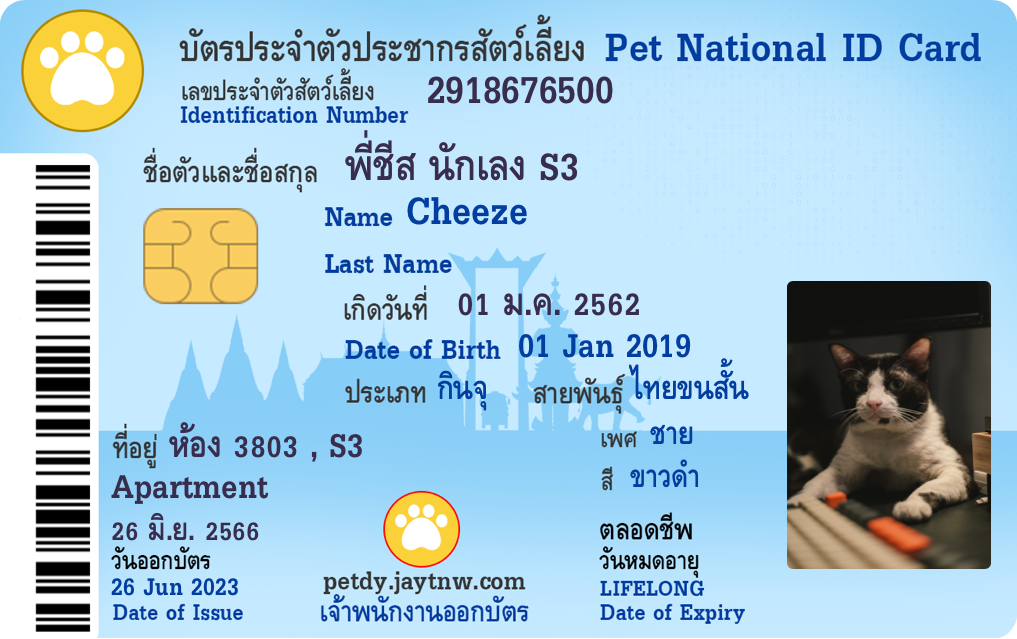 บัตรประจำตัวประชากรสัตว์เลี้ยง Pet National ID Card
เลขประจำตัวสัตว์เลี้ยง 2918676500
Identification Number
ชื่อตัวและชื่อสกุล พี่ชีส นักเลง S3
Name Cheeze
Last Name
เกิดวันที่ 01 ม.ค. 2562
Date of Birth 01 Jan 2019
ประเภท กินจุ สายพันธุ์ ไทยขนสั้น
ที่อยู่ ห้อง 3803 , S3
Apartment
เพศ ชาย
สี ขาวดำ
26 มิ.ย. 2566
วันออกบัตร
26 Jun 2023
Date of Issue
petdy.jaytnw.com
เจ้าพนักงานออกบัตร
ตลอดชีพ
วันหมดอายุ
LIFELONG
Date of Expiry